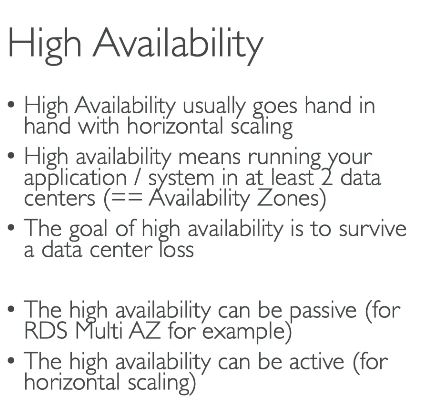 High Availability
• High Availability usually goes hand in
hand with horizontal scaling
• High availability means running your
application / system in at least 2 data
centers (== Availability Zones)
• The goal of high availability is to survive
a data center loss
• The high availability can be passive (for
RDS Multi AZ for example)
• The high availability can be active (for
horizontal scaling)